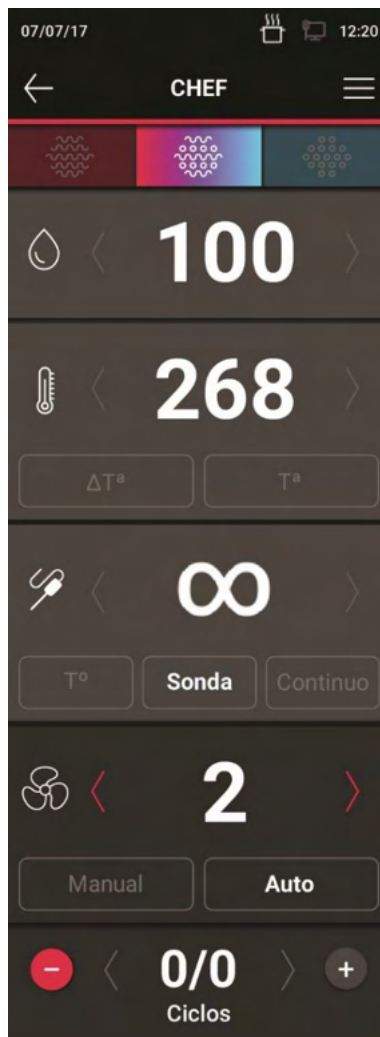 07/07/17 12:20
CHEF
100
268
ΔTª Tª
∞
Tº Sonda Continuo
2
Manual Auto
- 0/0 +
Ciclos